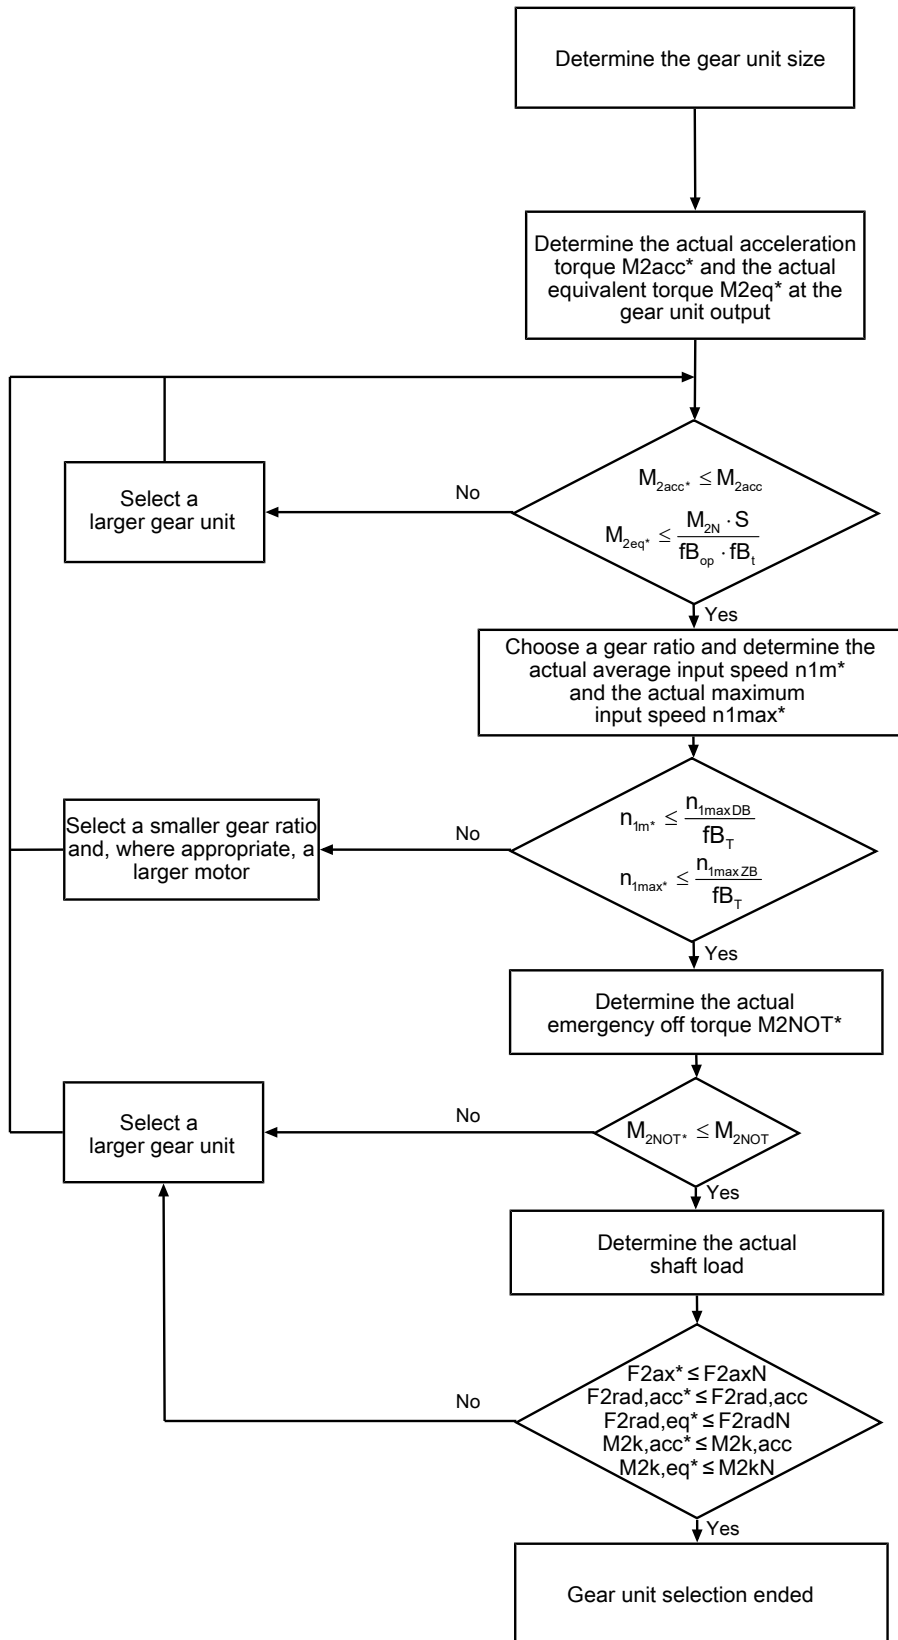 Determine the gear unit size
Determine the actual acceleration
torque M2acc* and the actual
equivalent torque M2eq* at the
gear unit output
Select a
larger gear unit
No
M₂acc* ≤ M₂acc
M₂eq* ≤ M₂N · S / fBop · fBt
Yes
Choose a gear ratio and determine the
actual average input speed n1m*
and the actual maximum
input speed n1max*
Select a smaller gear ratio
and, where appropriate, a
larger motor
No
n₁m* ≤ n₁maxDB / fBT
n₁max* ≤ n₁maxZB / fBT
Yes
Determine the actual
emergency off torque M2NOT*
Select a
larger gear unit
No
M₂NOT* ≤ M₂NOT
Yes
Determine the actual
shaft load
No
F2ax* ≤ F2axN
F2rad,acc* ≤ F2rad,acc
F2rad,eq* ≤ F2radN
M2k,acc* ≤ M2k,acc
M2k,eq* ≤ M2kN
Yes
Gear unit selection ended